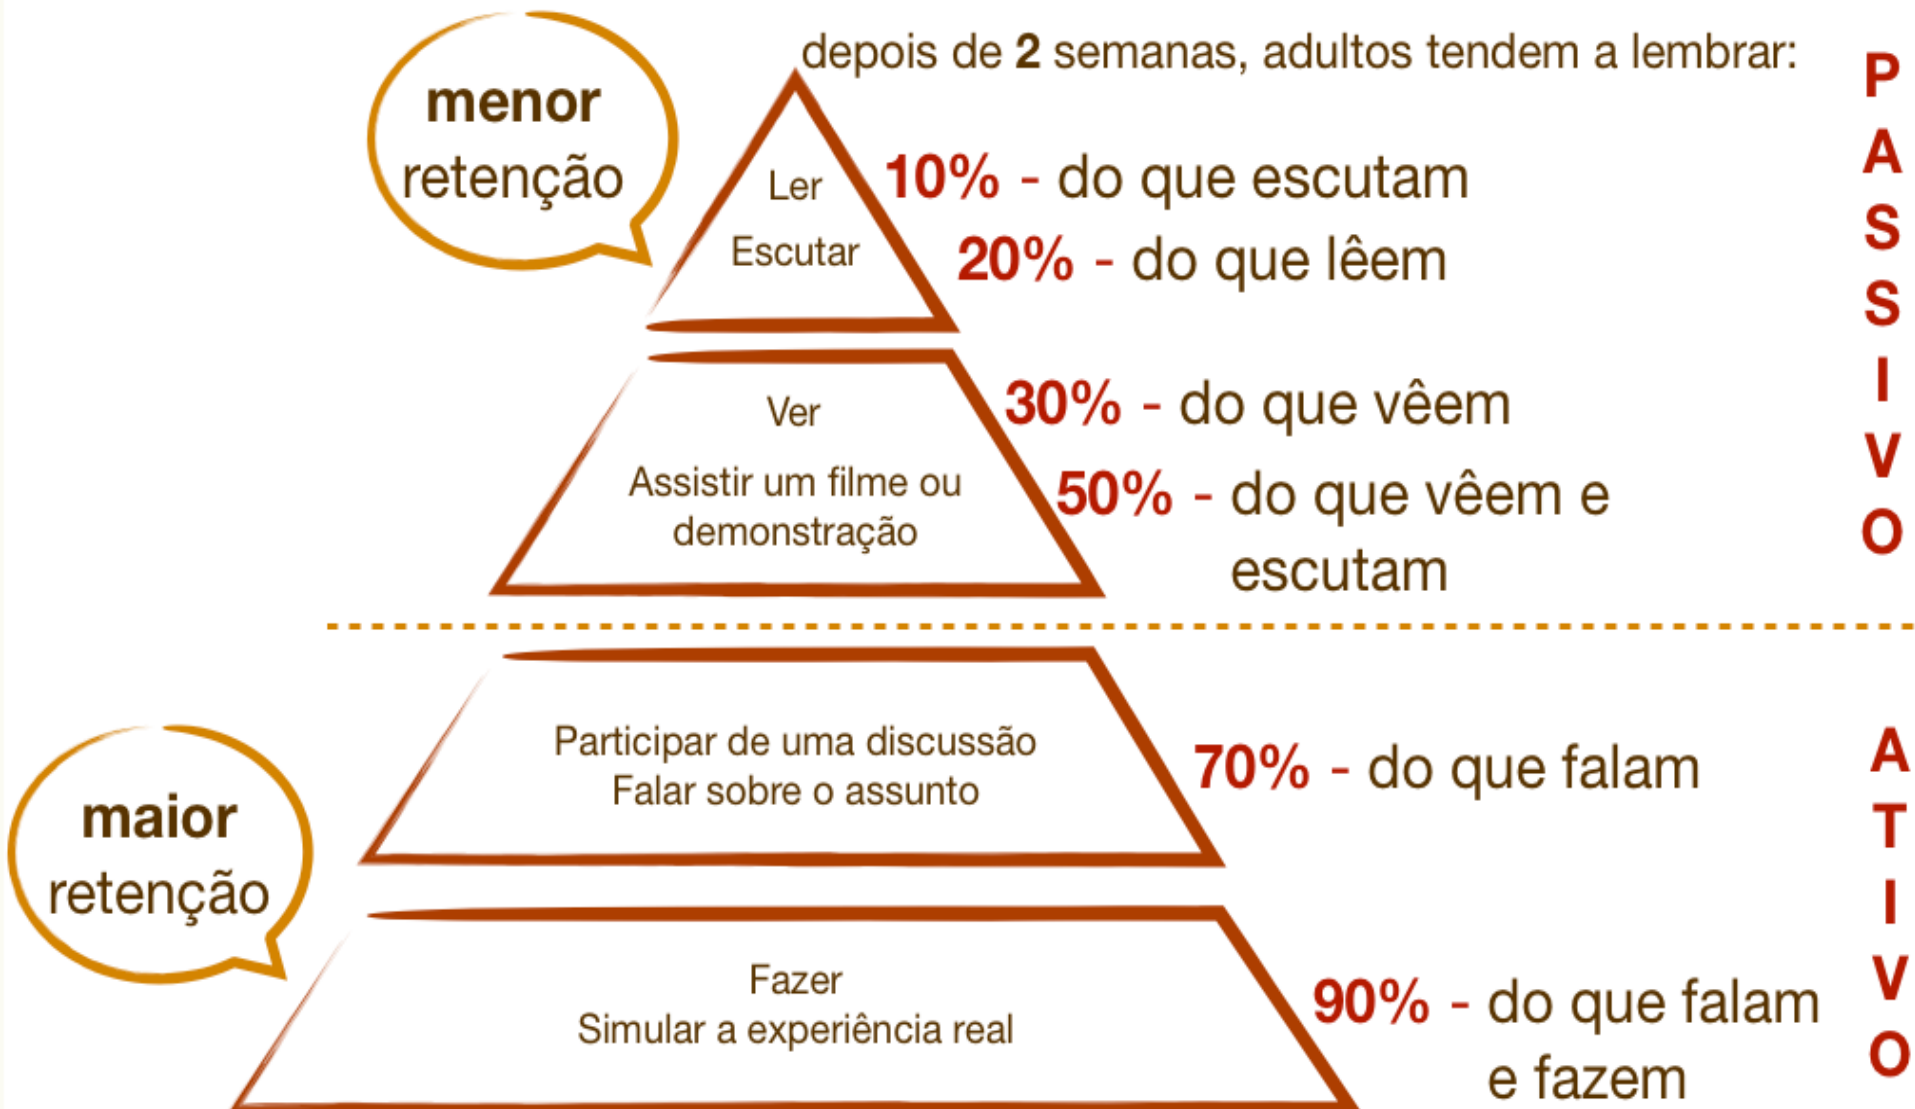 depois de 2 semanas, adultos tendem a lembrar:
menor
retenção
Ler
Escutar
10% - do que escutam
20% - do que lêem
Ver
Assistir um filme ou
demonstração
30% - do que vêem
50% - do que vêem e
escutam
PASSIVO
maior
retenção
Participar de uma discussão
Falar sobre o assunto
70% - do que falam
Fazer
Simular a experiência real
90% - do que falam
e fazem
ATIVO